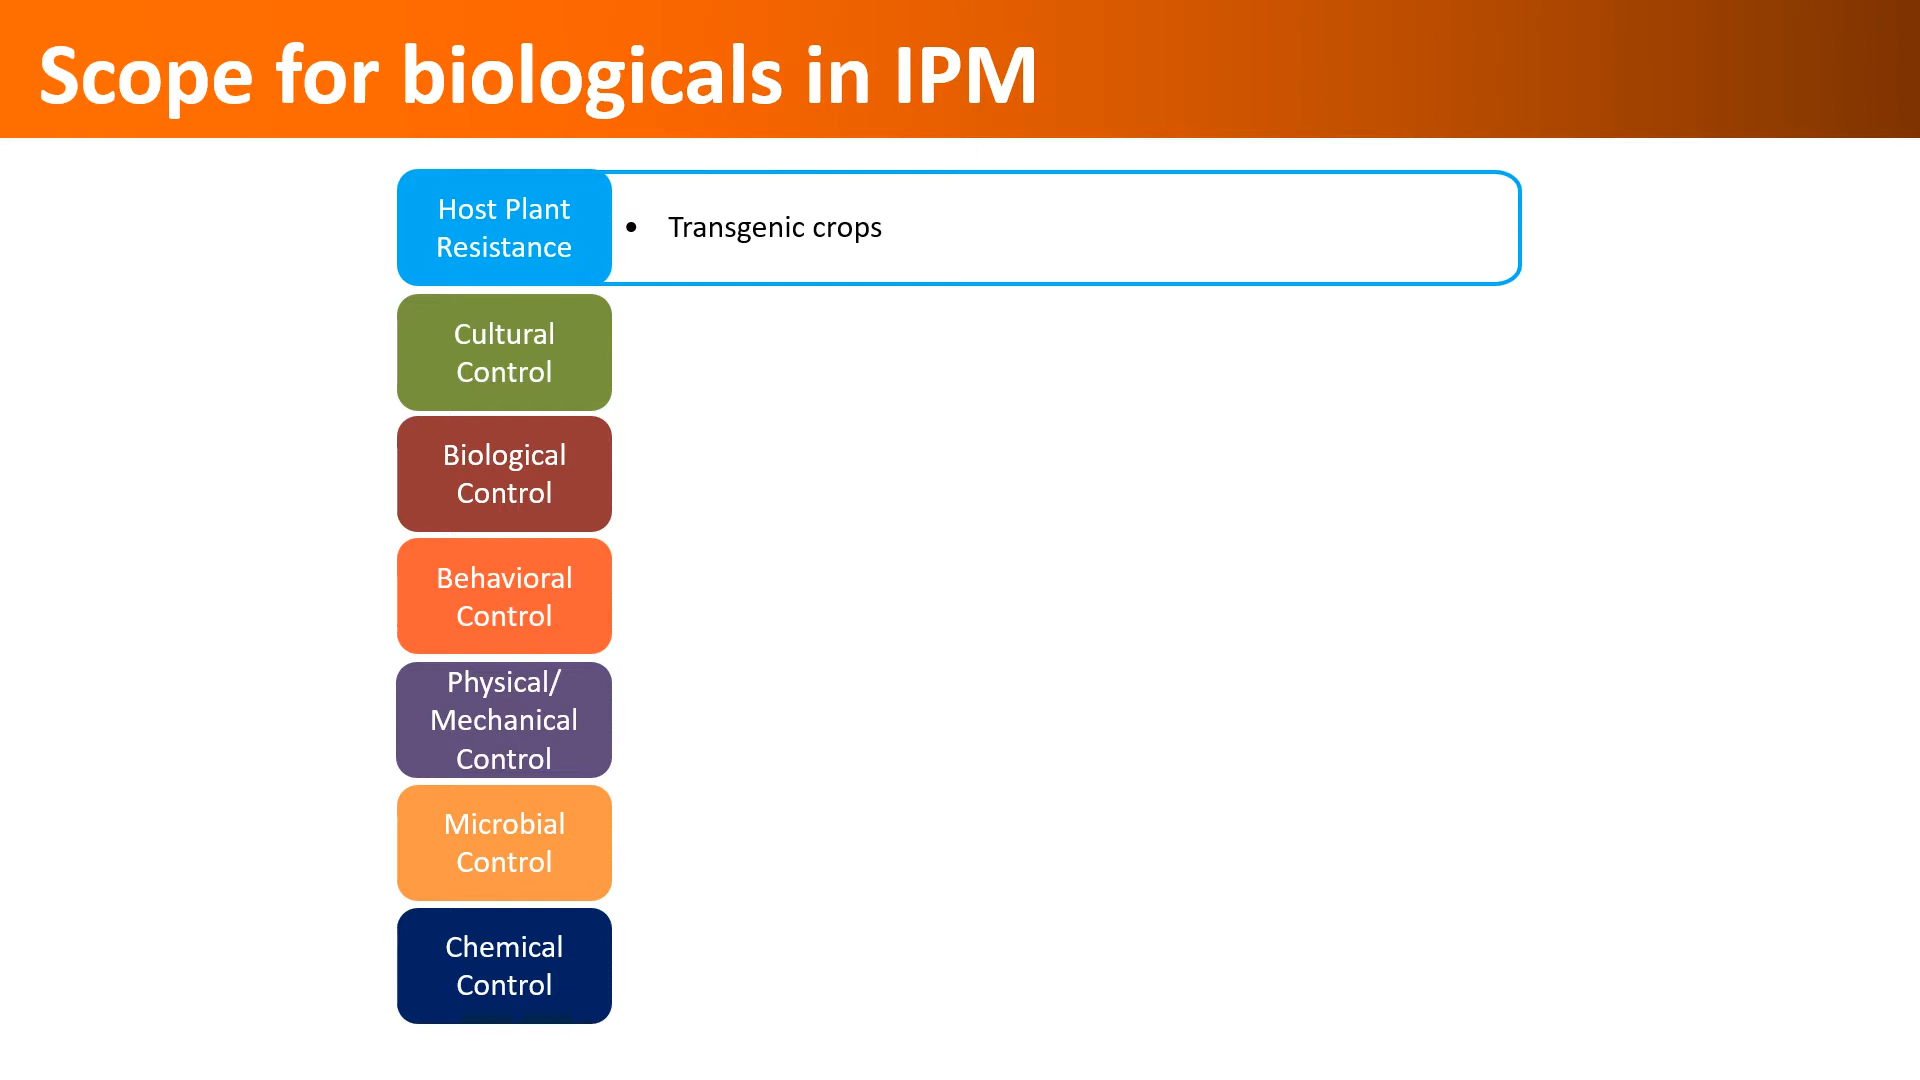 Scope for biologicals in IPM
Host Plant
Resistance
• Transgenic crops
Cultural
Control
Biological
Control
Behavioral
Control
Physical/
Mechanical
Control
Microbial
Control
Chemical
Control